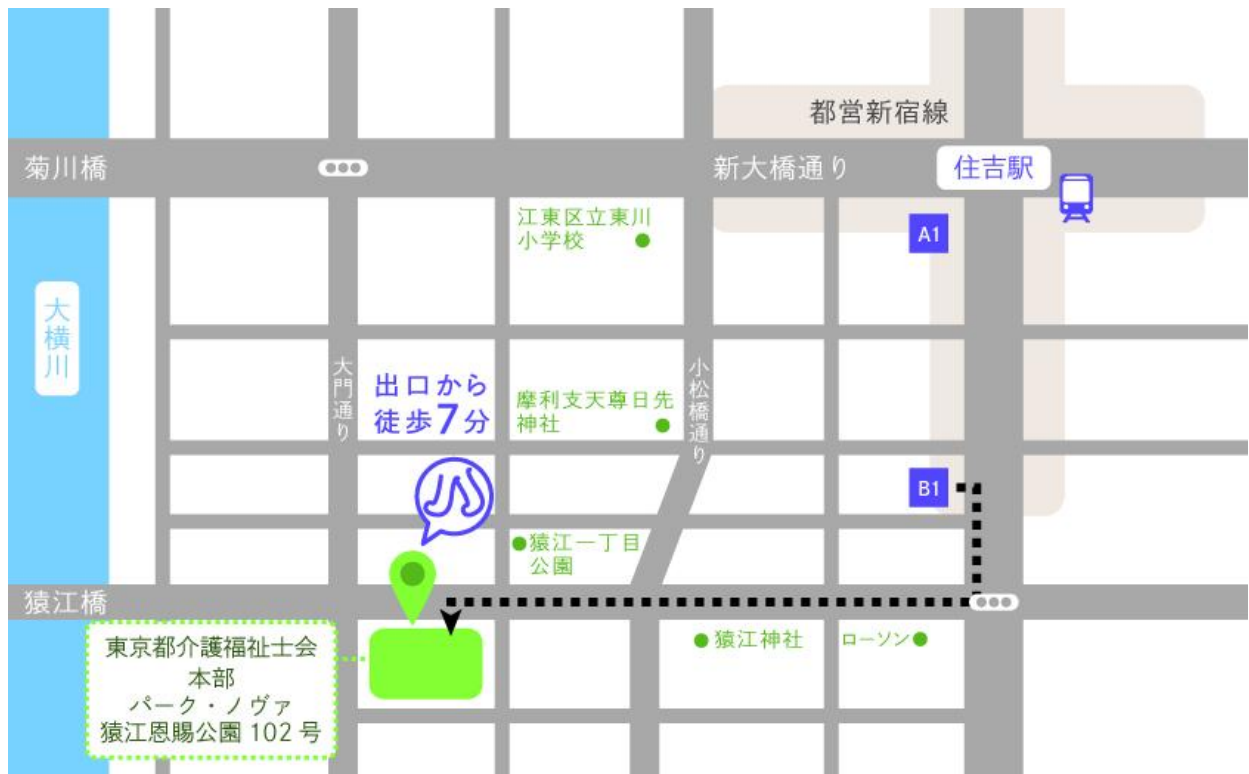 都営新宿線
菊川橋
新大橋通り
住吉駅
江東区立東川
小学校
A1
大横川
大門通り
出口から
徒歩7分
摩利支天尊日先
神社
小松橋通り
B1
猿江一丁目
公園
猿江橋
東京都介護福祉士会
本部
パーク・ノヴァ
猿江恩賜公園 102 号
猿江神社
ローソン